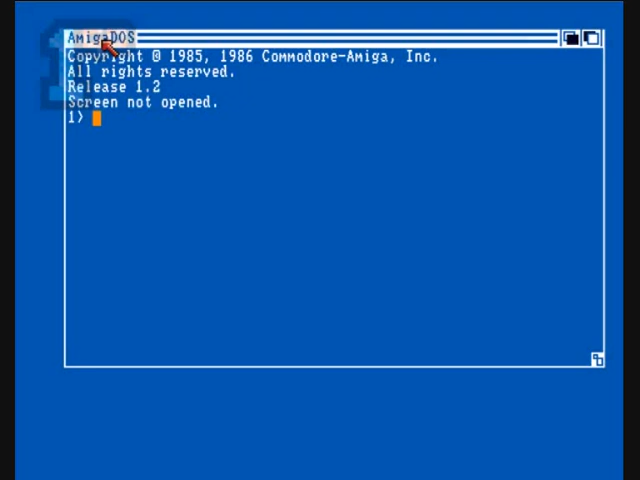 AmigaDOS
Copyright © 1985, 1986 Commodore-Amiga, Inc.
All rights reserved.
Release 1.2
Screen not opened.
1>